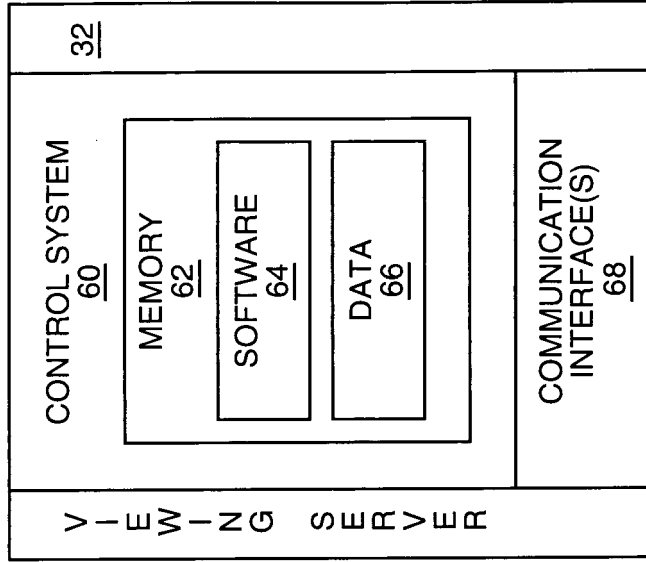 VIEWING SERVER
32
CONTROL SYSTEM
60
MEMORY
62
SOFTWARE
64
DATA
66
COMMUNICATION
INTERFACE(S)
68